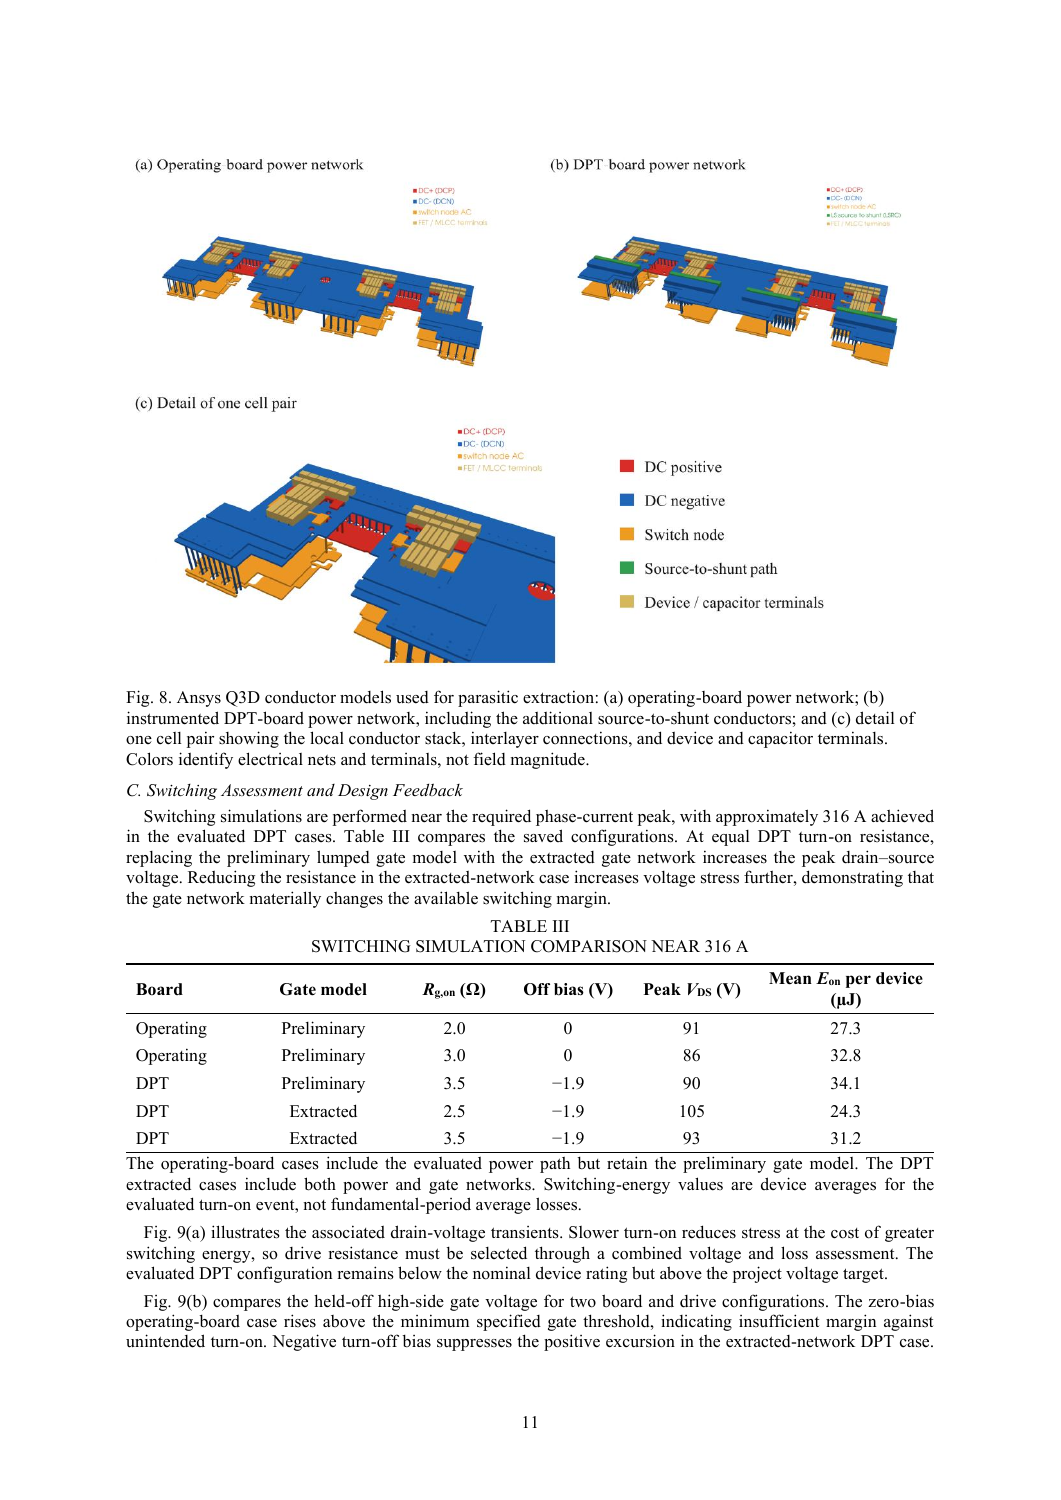 (a) Operating-board power network
(b) DPT-board power network
DC+ (DCP)
DC- (DCN)
switch node AC
FET / MLCC terminals
DC+ (DCP)
DC- (DCN)
switch node AC
LS source to shunt (LSRC)
FET / MLCC terminals
(c) Detail of one cell pair
DC+ (DCP)
DC- (DCN)
switch node AC
FET / MLCC terminals
DC positive
DC negative
Switch node
Source-to-shunt path
Device / capacitor terminals
Fig. 8. Ansys Q3D conductor models used for parasitic extraction: (a) operating-board power network; (b)
instrumented DPT-board power network, including the additional source-to-shunt conductors; and (c) detail of
one cell pair showing the local conductor stack, interlayer connections, and device and capacitor terminals.
Colors identify electrical nets and terminals, not field magnitude.
C. Switching Assessment and Design Feedback
Switching simulations are performed near the required phase-current peak, with approximately 316 A achieved
in the evaluated DPT cases. Table III compares the saved configurations. At equal DPT turn-on resistance,
replacing the preliminary lumped gate model with the extracted gate network increases the peak drain–source
voltage. Reducing the resistance in the extracted-network case increases voltage stress further, demonstrating that
the gate network materially changes the available switching margin.
TABLE III
SWITCHING SIMULATION COMPARISON NEAR 316 A
Board Gate model Rg,on (Ω) Off bias (V) Peak VDS (V) Mean Eon per device (μJ)
Operating Preliminary 2.0 0 91 27.3
Operating Preliminary 3.0 0 86 32.8
DPT Preliminary 3.5 −1.9 90 34.1
DPT Extracted 2.5 −1.9 105 24.3
DPT Extracted 3.5 −1.9 93 31.2
The operating-board cases include the evaluated power path but retain the preliminary gate model. The DPT
extracted cases include both power and gate networks. Switching-energy values are device averages for the
evaluated turn-on event, not fundamental-period average losses.
Fig. 9(a) illustrates the associated drain-voltage transients. Slower turn-on reduces stress at the cost of greater
switching energy, so drive resistance must be selected through a combined voltage and loss assessment. The
evaluated DPT configuration remains below the nominal device rating but above the project voltage target.
Fig. 9(b) compares the held-off high-side gate voltage for two board and drive configurations. The zero-bias
operating-board case rises above the minimum specified gate threshold, indicating insufficient margin against
unintended turn-on. Negative turn-off bias suppresses the positive excursion in the extracted-network DPT case.
11